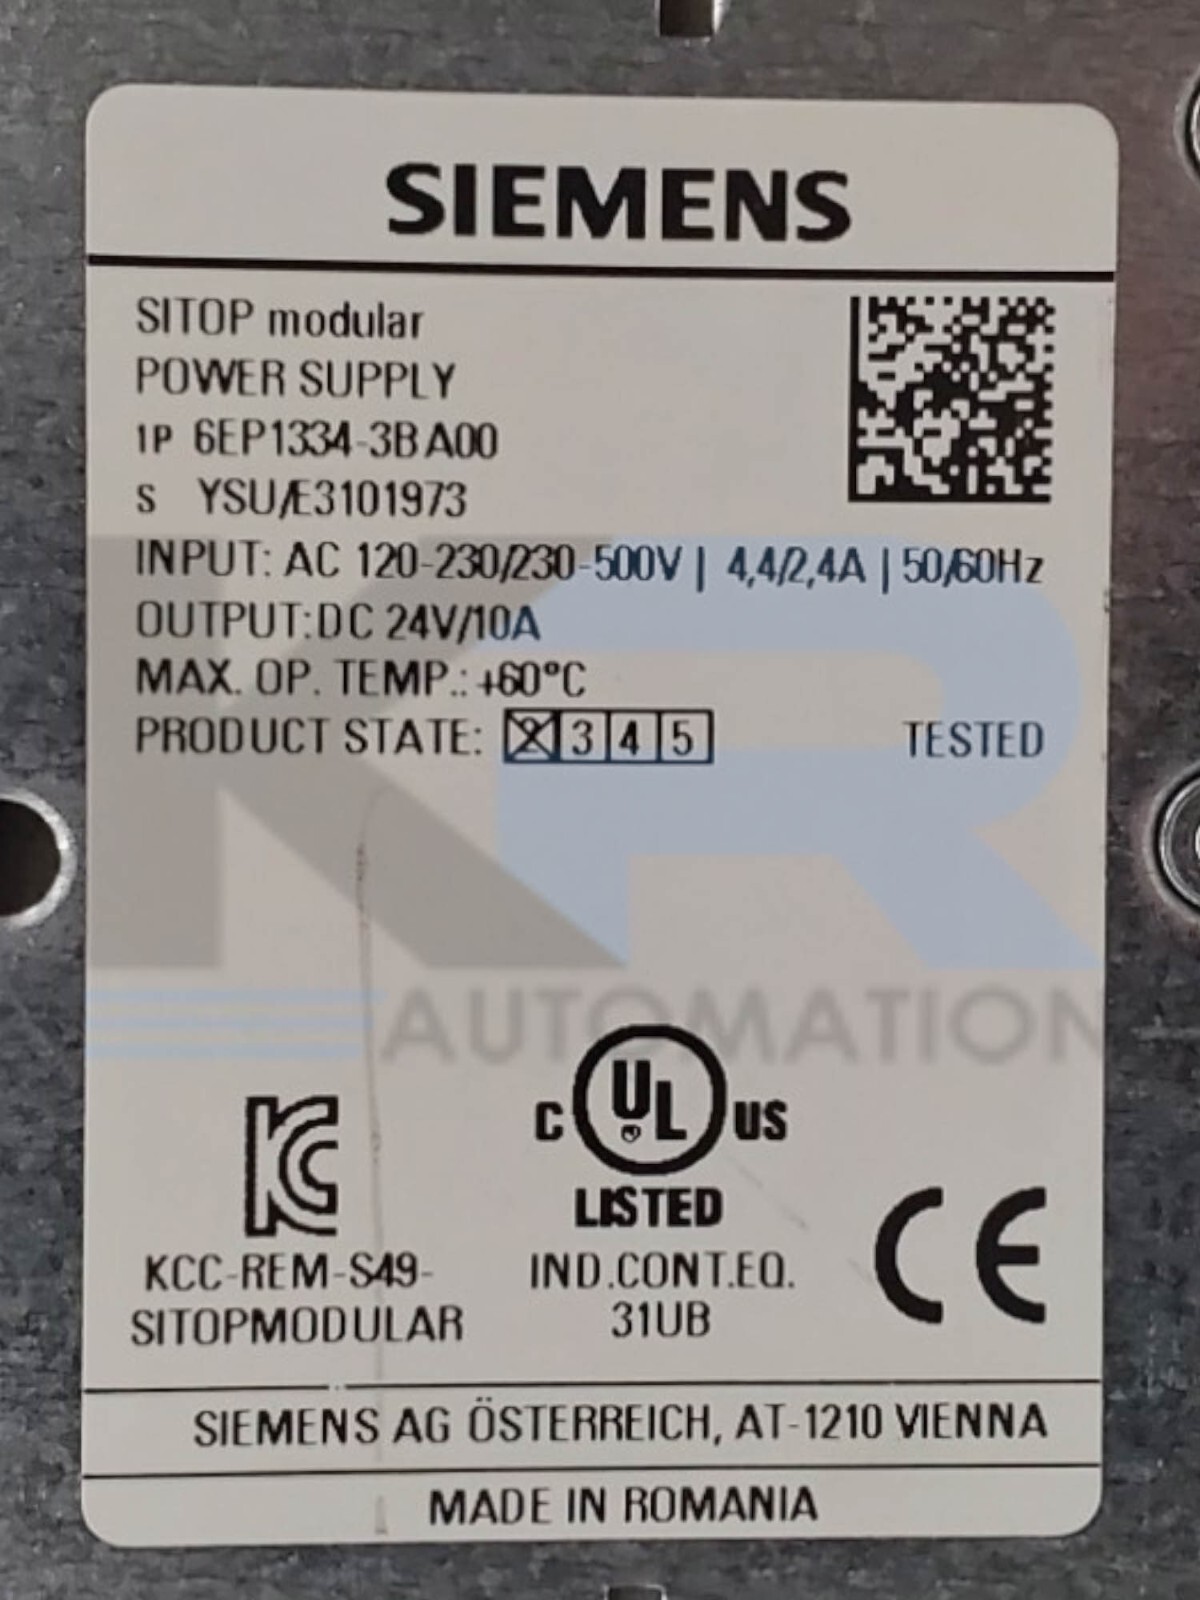 SIEMENS
SITOP modular
POWER SUPPLY
1P 6EP1334-3BA00
S YSU/E3101973
INPUT: AC 120-230/230-500V | 4,4/2,4A | 50/60Hz
OUTPUT:DC 24V/10A
MAX. OP. TEMP.: +60°C
PRODUCT STATE: 2 3 4 5 TESTED
KR
AUTOMATION
KC
KCC-REM-S49-
SITOPMODULAR
C UL US
LISTED
IND.CONT.EQ.
31UB
CE
SIEMENS AG ÖSTERREICH, AT-1210 VIENNA
MADE IN ROMANIA